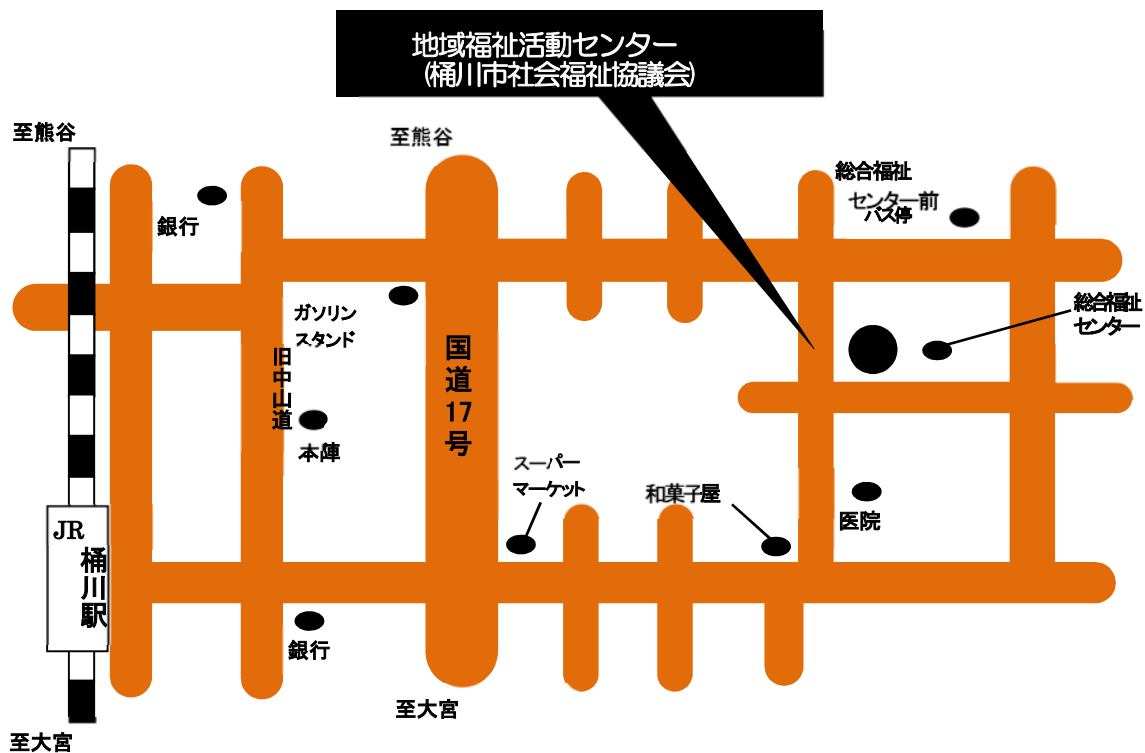 地域福祉活動センター
(桶川市社会福祉協議会)
至熊谷
至熊谷
総合福祉
センター前
バス停
銀行
ガソリン
スタンド
総合福祉
センター
旧中山道
国道17号
本陣
スーパー
マーケット
和菓子屋
医院
JR
桶川駅
銀行
至大宮
至大宮